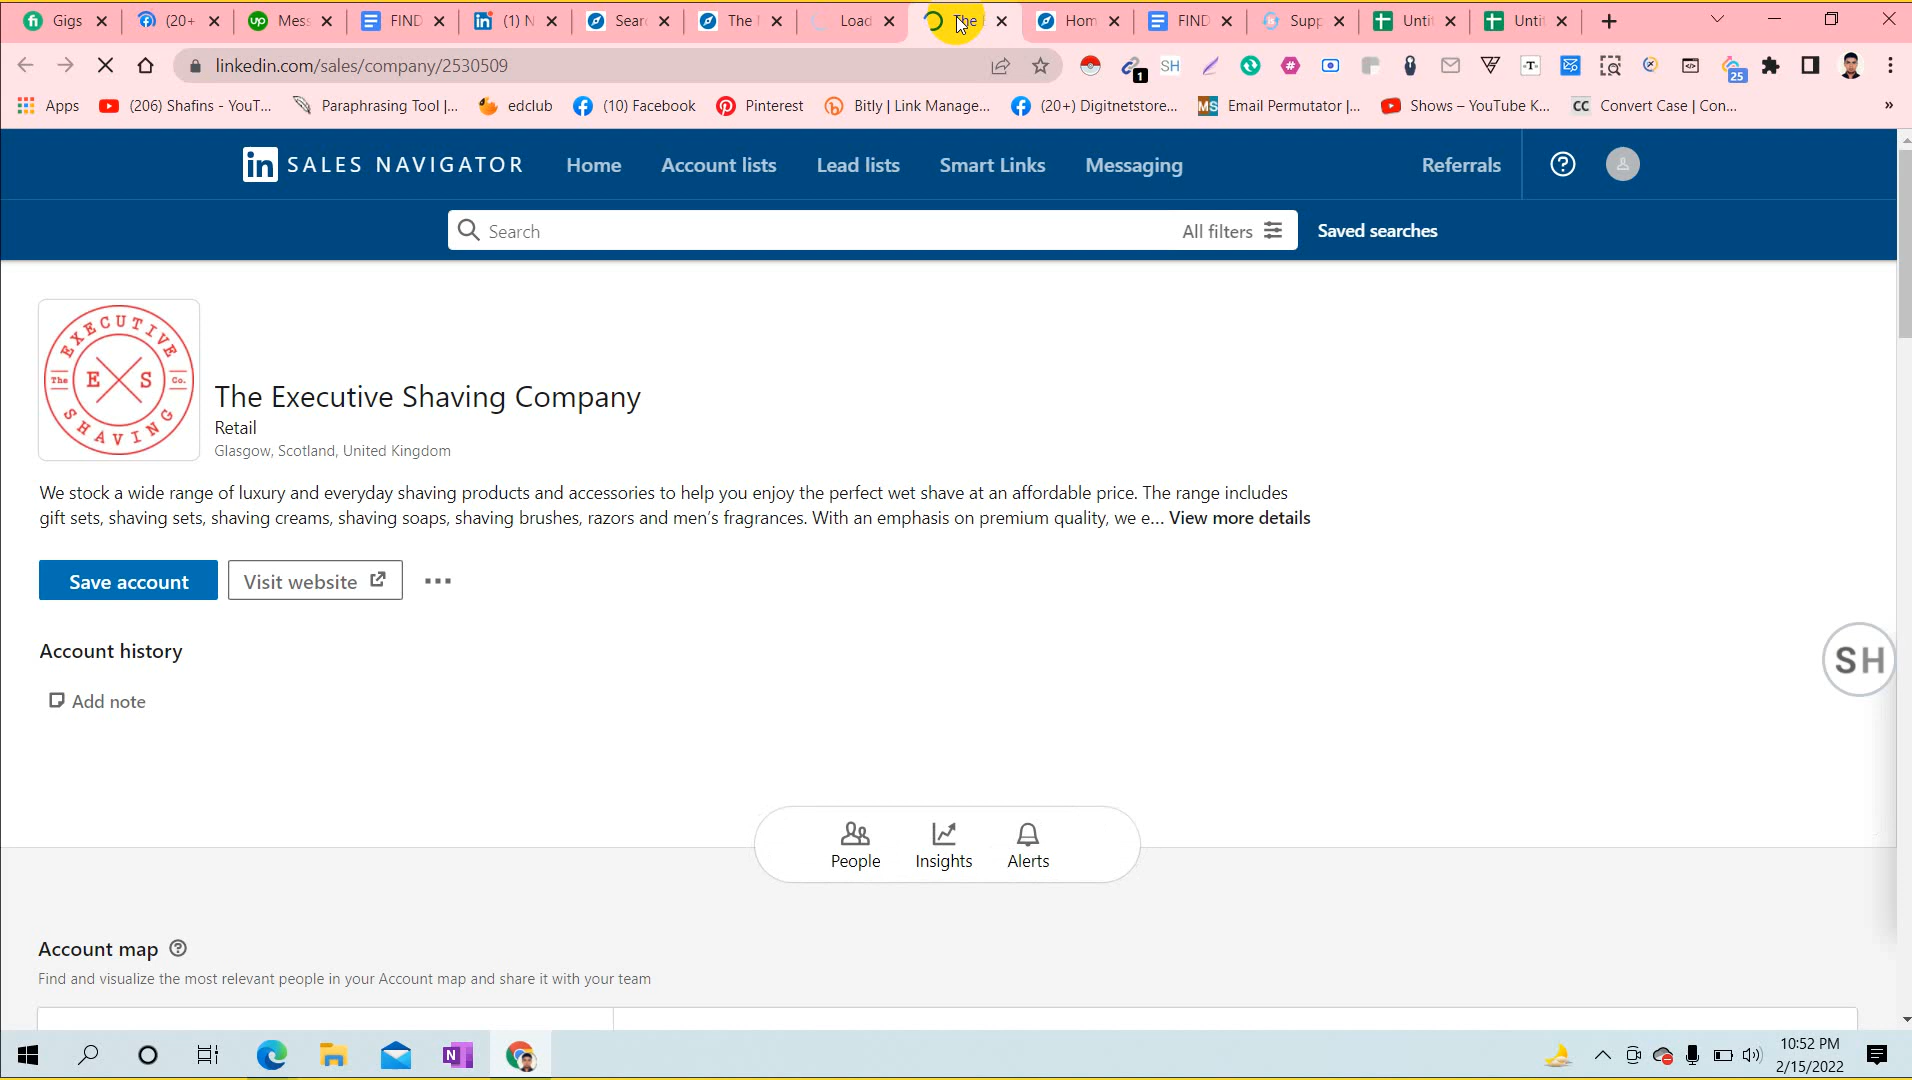 Gigs (20+ Mess FIND (1) N Sear The Load The Hom FIND Supp Unti Unti
linkedin.com/sales/company/2530509
SH 1 25
Apps (206) Shafins - YouT... Paraphrasing Tool |... edclub (10) Facebook Pinterest Bitly | Link Manage... (20+) Digitnetstore... MS Email Permutator |... Shows – YouTube K... CC Convert Case | Con... »
in SALES NAVIGATOR Home Account lists Lead lists Smart Links Messaging Referrals
Search All filters Saved searches
EXECUTIVE
The E S Co.
SHAVING
The Executive Shaving Company
Retail
Glasgow, Scotland, United Kingdom
We stock a wide range of luxury and everyday shaving products and accessories to help you enjoy the perfect wet shave at an affordable price. The range includes
gift sets, shaving sets, shaving creams, shaving soaps, shaving brushes, razors and men’s fragrances. With an emphasis on premium quality, we e... View more details
Save account Visit website
Account history
SH
Add note
People Insights Alerts
Account map
Find and visualize the most relevant people in your Account map and share it with your team
10:52 PM
2/15/2022